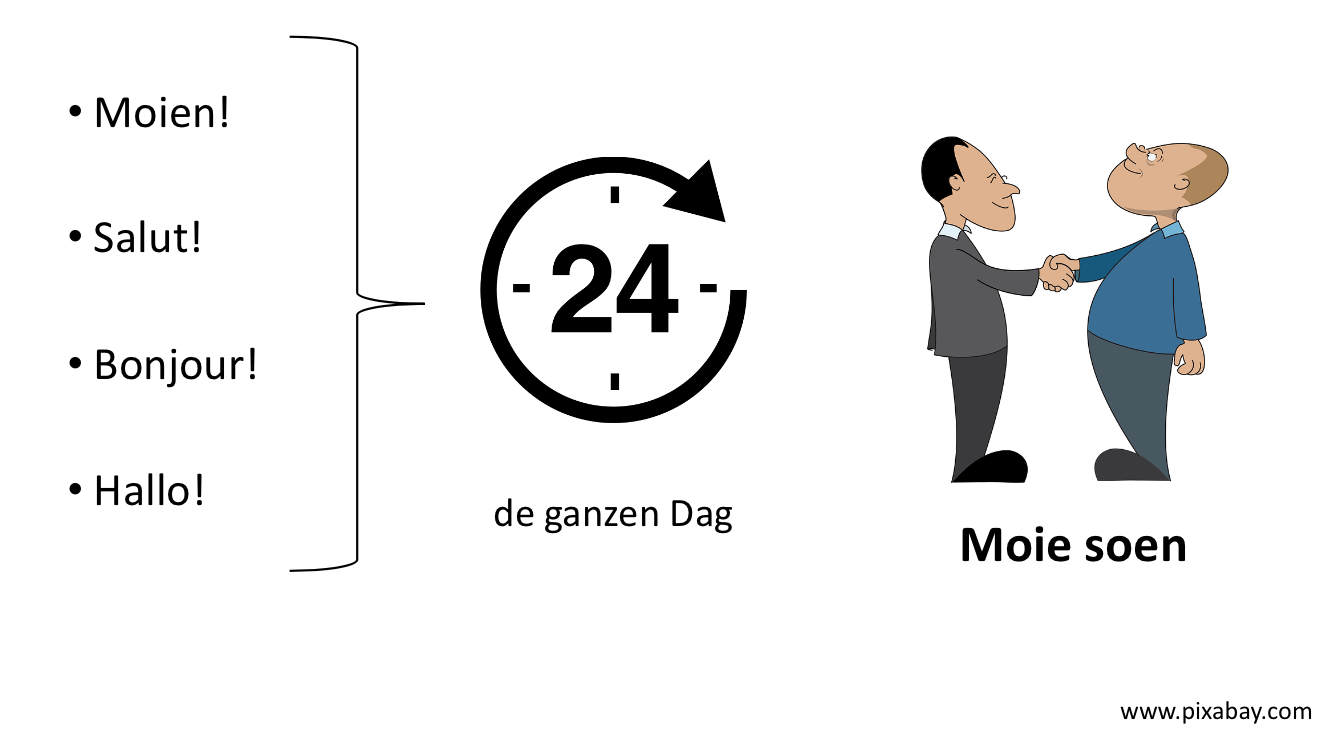 • Moien!
• Salut!
• Bonjour!
• Hallo!
24
de ganzen Dag
Moie soen
www.pixabay.com